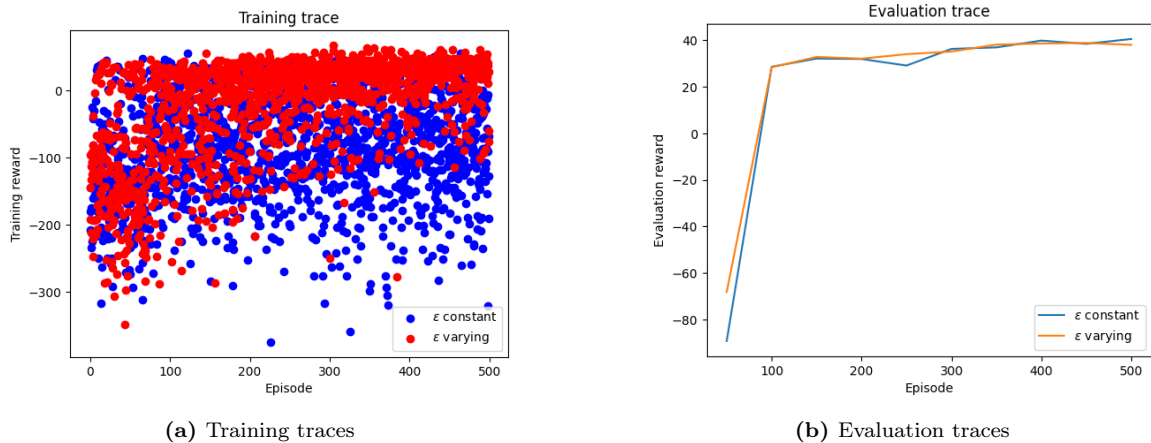 Training trace
0
−100
−200
−300
Training reward
0
100
200
300
400
500
Episode
ε constant
ε varying
(a) Training traces
Evaluation trace
40
20
0
−20
−40
−60
−80
Evaluation reward
100
200
300
400
500
Episode
ε constant
ε varying
(b) Evaluation traces